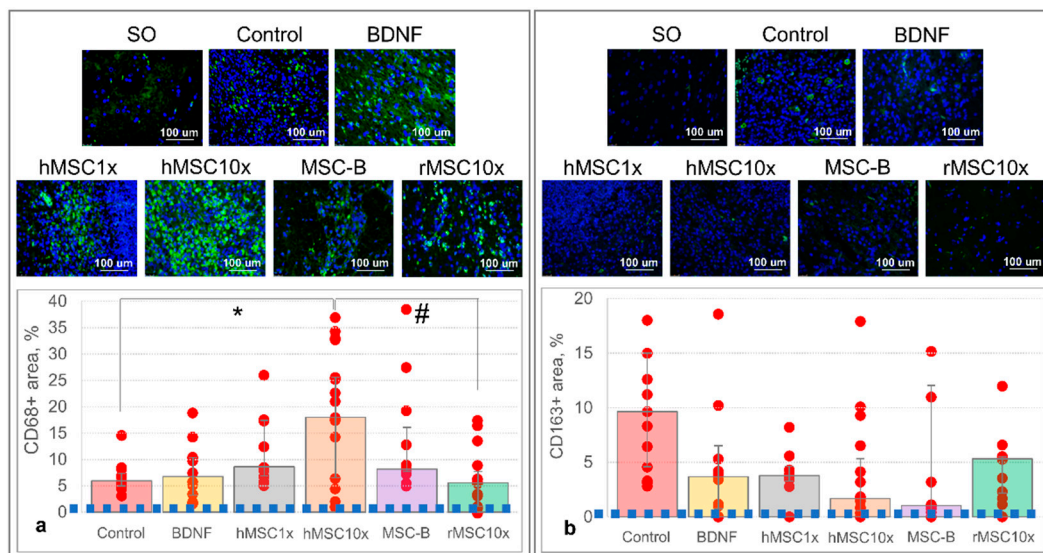 SO Control BDNF
100 um 100 um 100 um
hMSC1x hMSC10x MSC-B rMSC10x
100 um 100 um 100 um 100 um
CD68+ area, %
40
35
30
25
20
15
10
5
0
* #
a
Control BDNF hMSC1x hMSC10x MSC-B rMSC10x
SO Control BDNF
100 um 100 um 100 um
hMSC1x hMSC10x MSC-B rMSC10x
100 um 100 um 100 um 100 um
CD163+ area, %
20
15
10
5
0
b
Control BDNF hMSC1x hMSC10x MSC-B rMSC10x